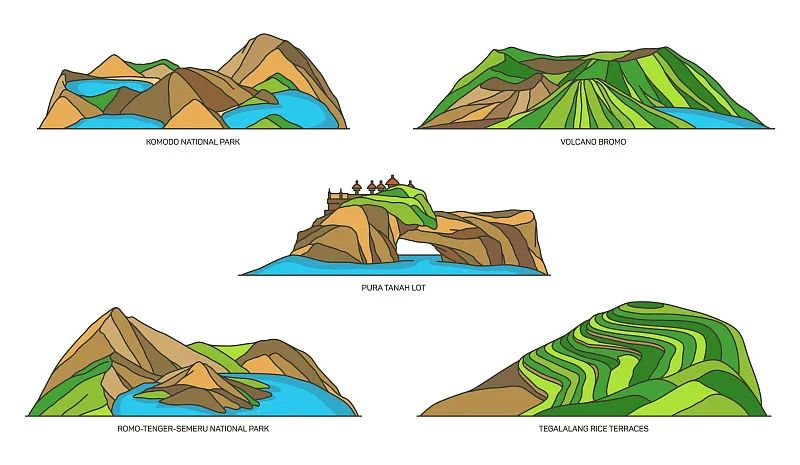 KOMODO NATIONAL PARK
VOLCANO BROMO
PURA TANAH LOT
ROMO-TENGER-SEMERU NATIONAL PARK
TEGALALANG RICE TERRACES